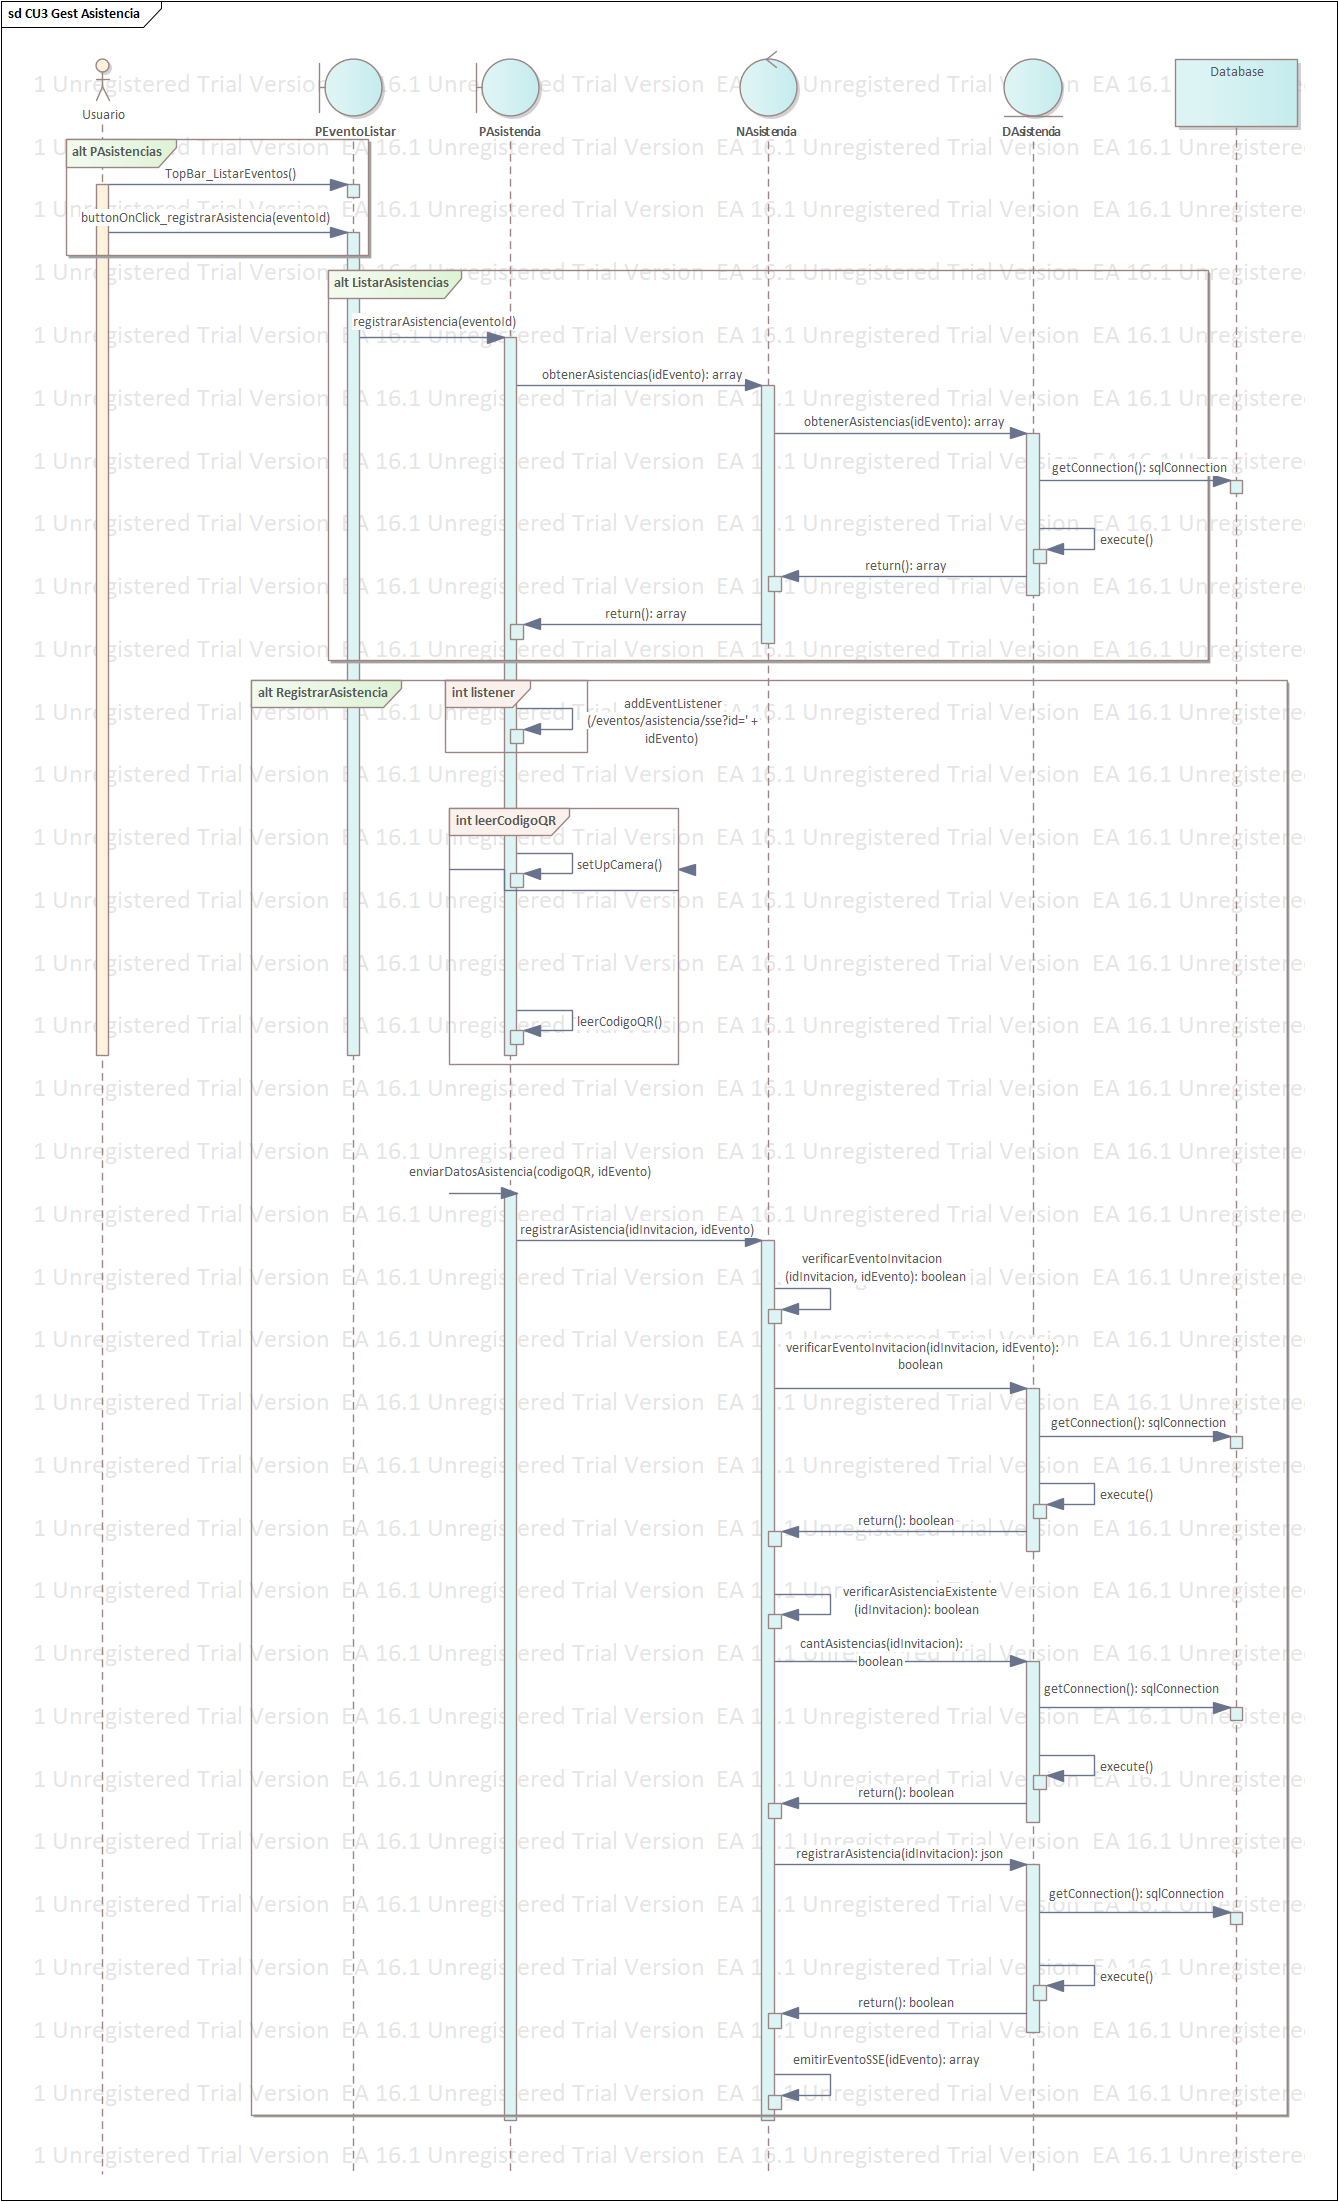 sd CU3 Gest Asistencia
Usuario
PEventoListar
PAsistencia
NAsistencia
DAsistencia
Database
alt PAsistencias
TopBar_ListarEventos()
buttonOnClick_registrarAsistencia(eventoId)
alt ListarAsistencias
registrarAsistencia(eventoId)
obtenerAsistencias(idEvento): array
obtenerAsistencias(idEvento): array
getConnection(): sqlConnection
execute()
return(): array
return(): array
alt RegistrarAsistencia
int listener
addEventListener
(/eventos/asistencia/sse?id=' +
idEvento)
int leerCodigoQR
setUpCamera()
leerCodigoQR()
enviarDatosAsistencia(codigoQR, idEvento)
registrarAsistencia(idInvitacion, idEvento)
verificarEventoInvitacion
(idInvitacion, idEvento): boolean
verificarEventoInvitacion(idInvitacion, idEvento):
boolean
getConnection(): sqlConnection
execute()
return(): boolean
verificarAsistenciaExistente
(idInvitacion): boolean
cantAsistencias(idInvitacion):
boolean
getConnection(): sqlConnection
execute()
return(): boolean
registrarAsistencia(idInvitacion): json
getConnection(): sqlConnection
execute()
return(): boolean
emitirEventoSSE(idEvento): array